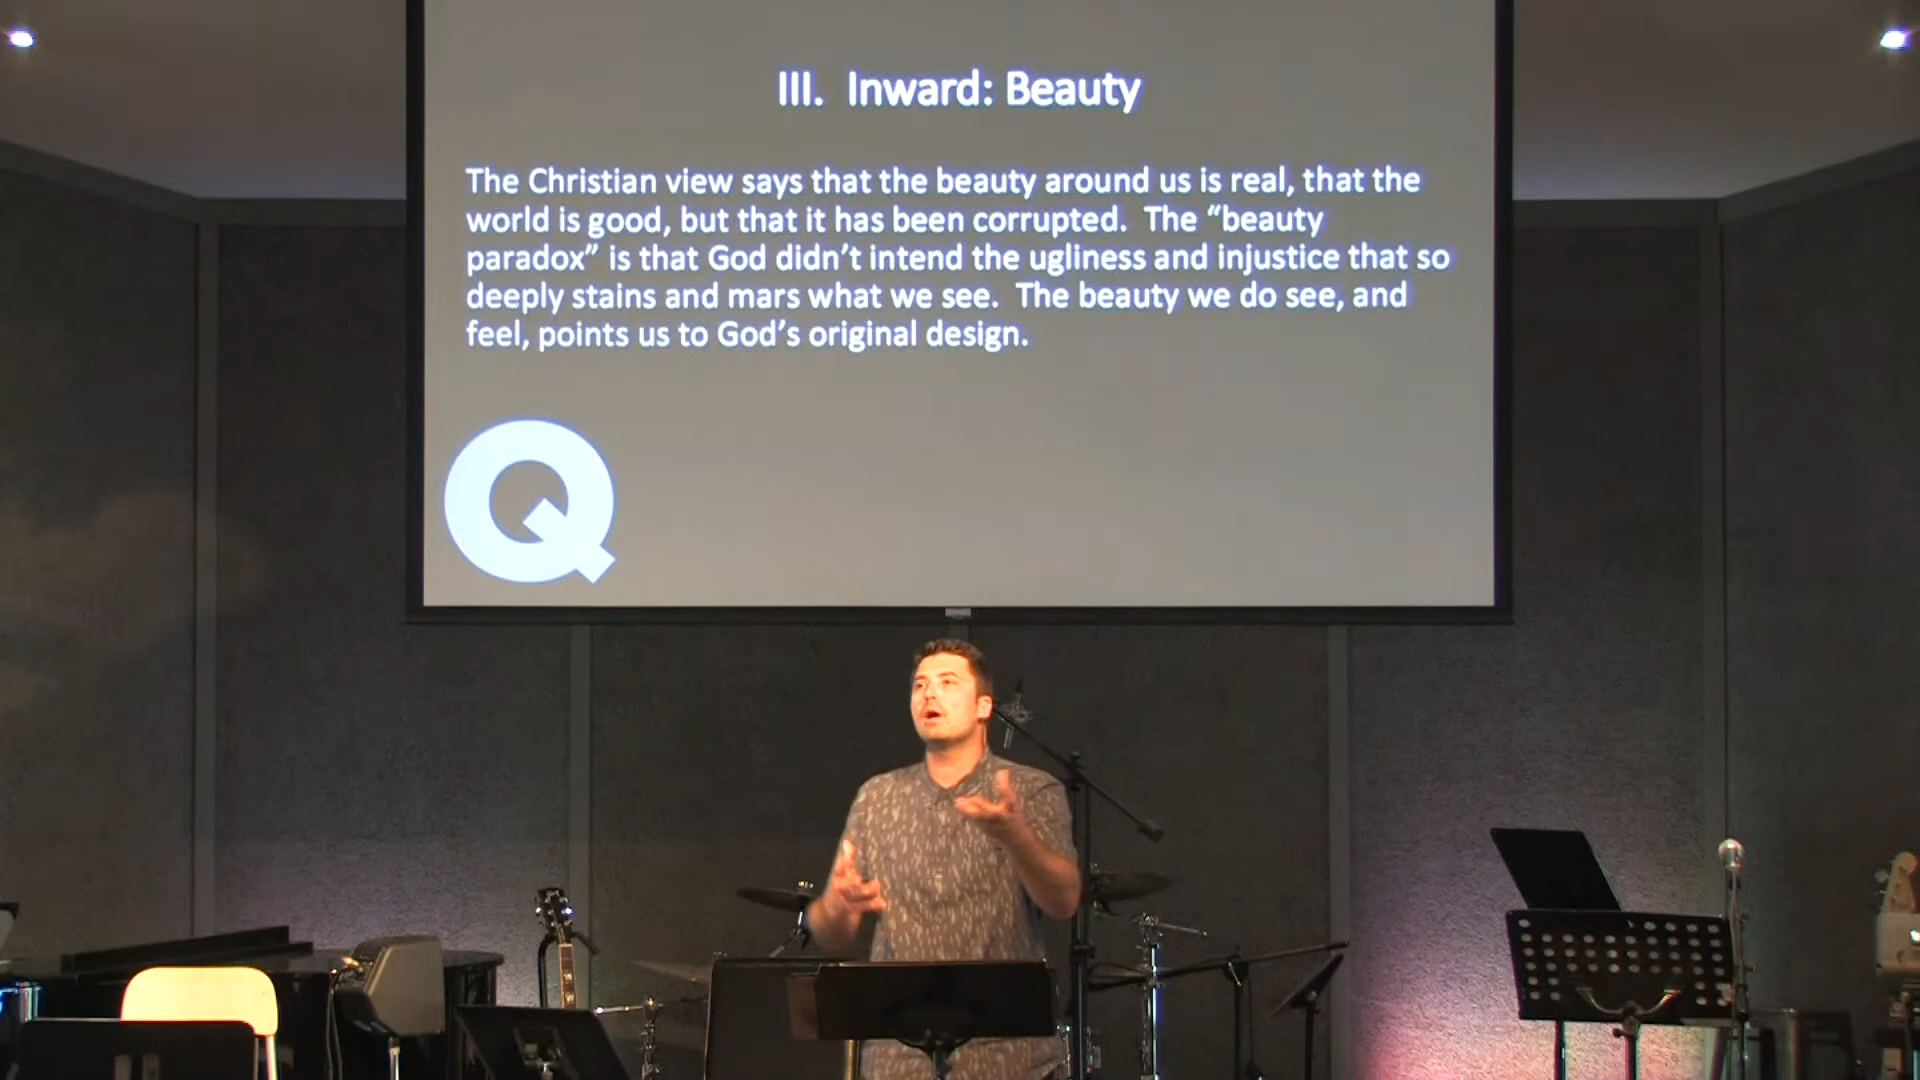 III.  Inward: Beauty
The Christian view says that the beauty around us is real, that the
world is good, but that it has been corrupted.  The “beauty
paradox” is that God didn’t intend the ugliness and injustice that so
deeply stains and mars what we see.  The beauty we do see, and
feel, points us to God’s original design.
Q